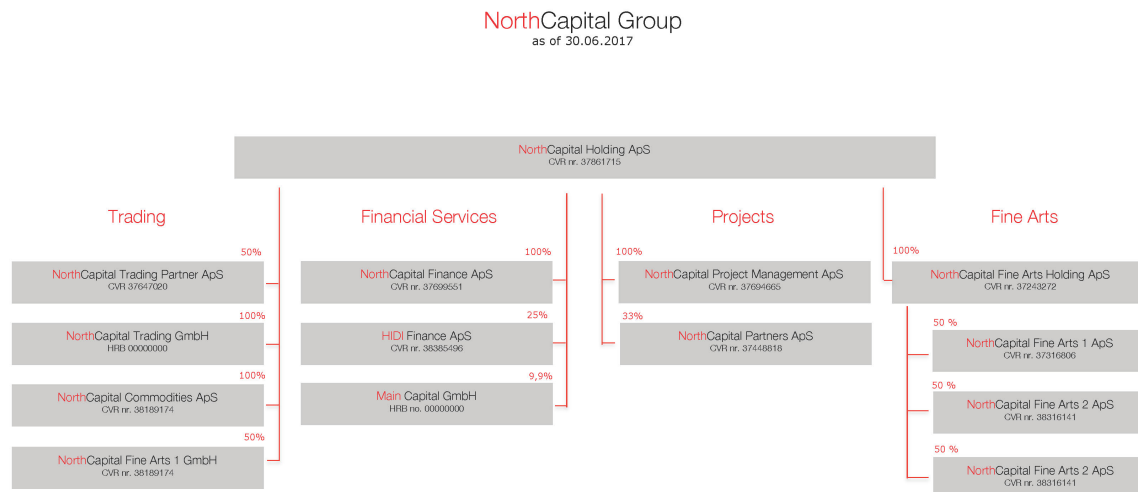 NorthCapital Group
as of 30.06.2017
NorthCapital Holding ApS
CVR nr. 37861715
Trading
50%
NorthCapital Trading Partner ApS
CVR 37647020
100%
NorthCapital Trading GmbH
HRB 00000000
100%
NorthCapital Commodities ApS
CVR nr. 38189174
50%
NorthCapital Fine Arts 1 GmbH
CVR nr. 38189174
Financial Services
100%
NorthCapital Finance ApS
CVR nr. 37699551
25%
HIDI Finance ApS
CVR nr. 38385496
9,9%
Main Capital GmbH
HRB no. 00000000
Projects
100%
NorthCapital Project Management ApS
CVR nr. 37694665
33%
NorthCapital Partners ApS
CVR nr. 37448818
Fine Arts
100%
NorthCapital Fine Arts Holding ApS
CVR nr. 37243272
50 %
NorthCapital Fine Arts 1 ApS
CVR nr. 37316806
50 %
NorthCapital Fine Arts 2 ApS
CVR nr. 38316141
50 %
NorthCapital Fine Arts 2 ApS
CVR nr. 38316141